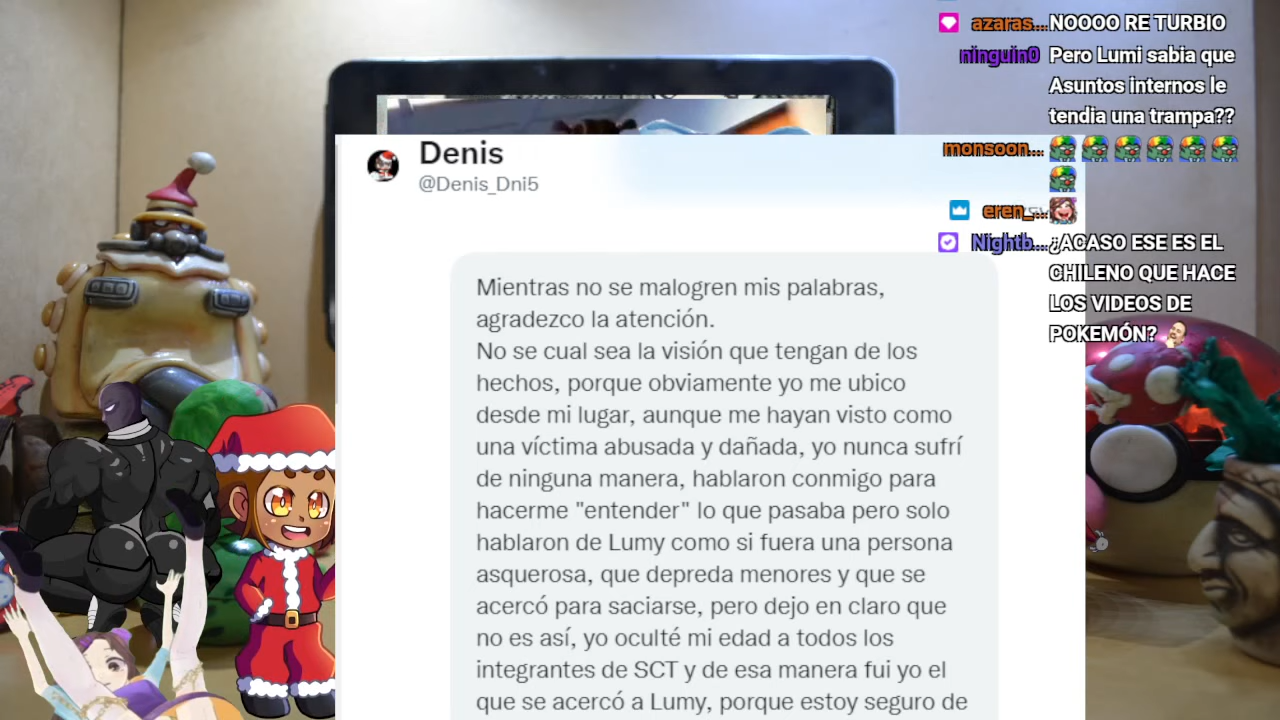 azaras... NOOOO RE TURBIO
ninguin0 Pero Lumi sabia que
Asuntos internos le
tendia una trampa??
monsoon...
eren_...
Nightb... ¿ACASO ESE ES EL
CHILENO QUE HACE
LOS VIDEOS DE
POKEMÓN?
Denis
@Denis_Dni5
Mientras no se malogren mis palabras,
agradezco la atención.
No se cual sea la visión que tengan de los
hechos, porque obviamente yo me ubico
desde mi lugar, aunque me hayan visto como
una víctima abusada y dañada, yo nunca sufrí
de ninguna manera, hablaron conmigo para
hacerme "entender" lo que pasaba pero solo
hablaron de Lumy como si fuera una persona
asquerosa, que depreda menores y que se
acercó para saciarse, pero dejo en claro que
no es así, yo oculté mi edad a todos los
integrantes de SCT y de esa manera fui yo el
que se acercó a Lumy, porque estoy seguro de